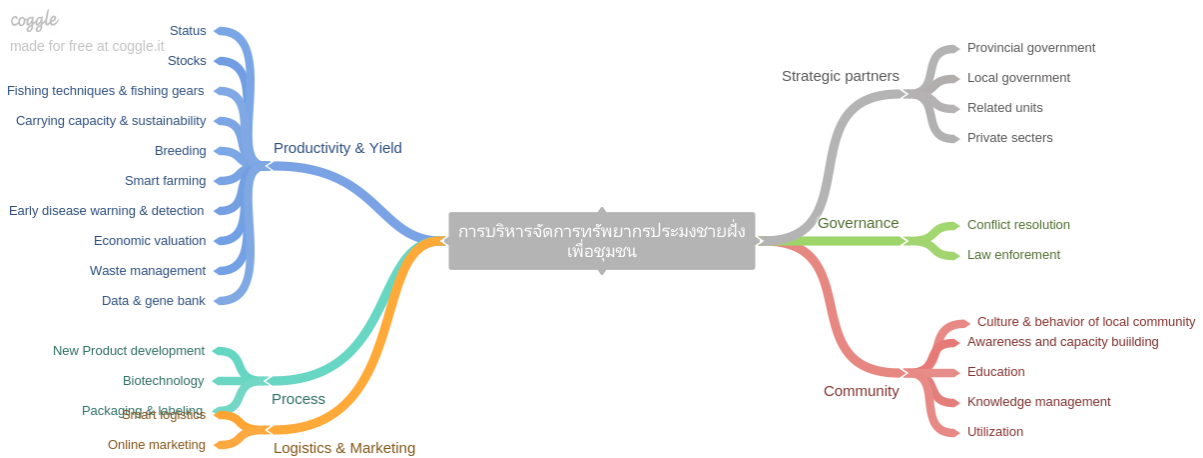 coggle
made for free at coggle.it
Status
Stocks
Fishing techniques & fishing gears
Carrying capacity & sustainability
Breeding
Smart farming
Early disease warning & detection
Economic valuation
Waste management
Data & gene bank
Productivity & Yield
New Product development
Biotechnology
Packaging & labeling
Process
Smart logistics
Online marketing
Logistics & Marketing
การบริหารจัดการทรัพยากรประมงชายฝั่ง
เพื่อชุมชน
Strategic partners
Provincial government
Local government
Related units
Private secters
Governance
Conflict resolution
Law enforement
Community
Culture & behavior of local community
Awareness and capacity buiilding
Education
Knowledge management
Utilization